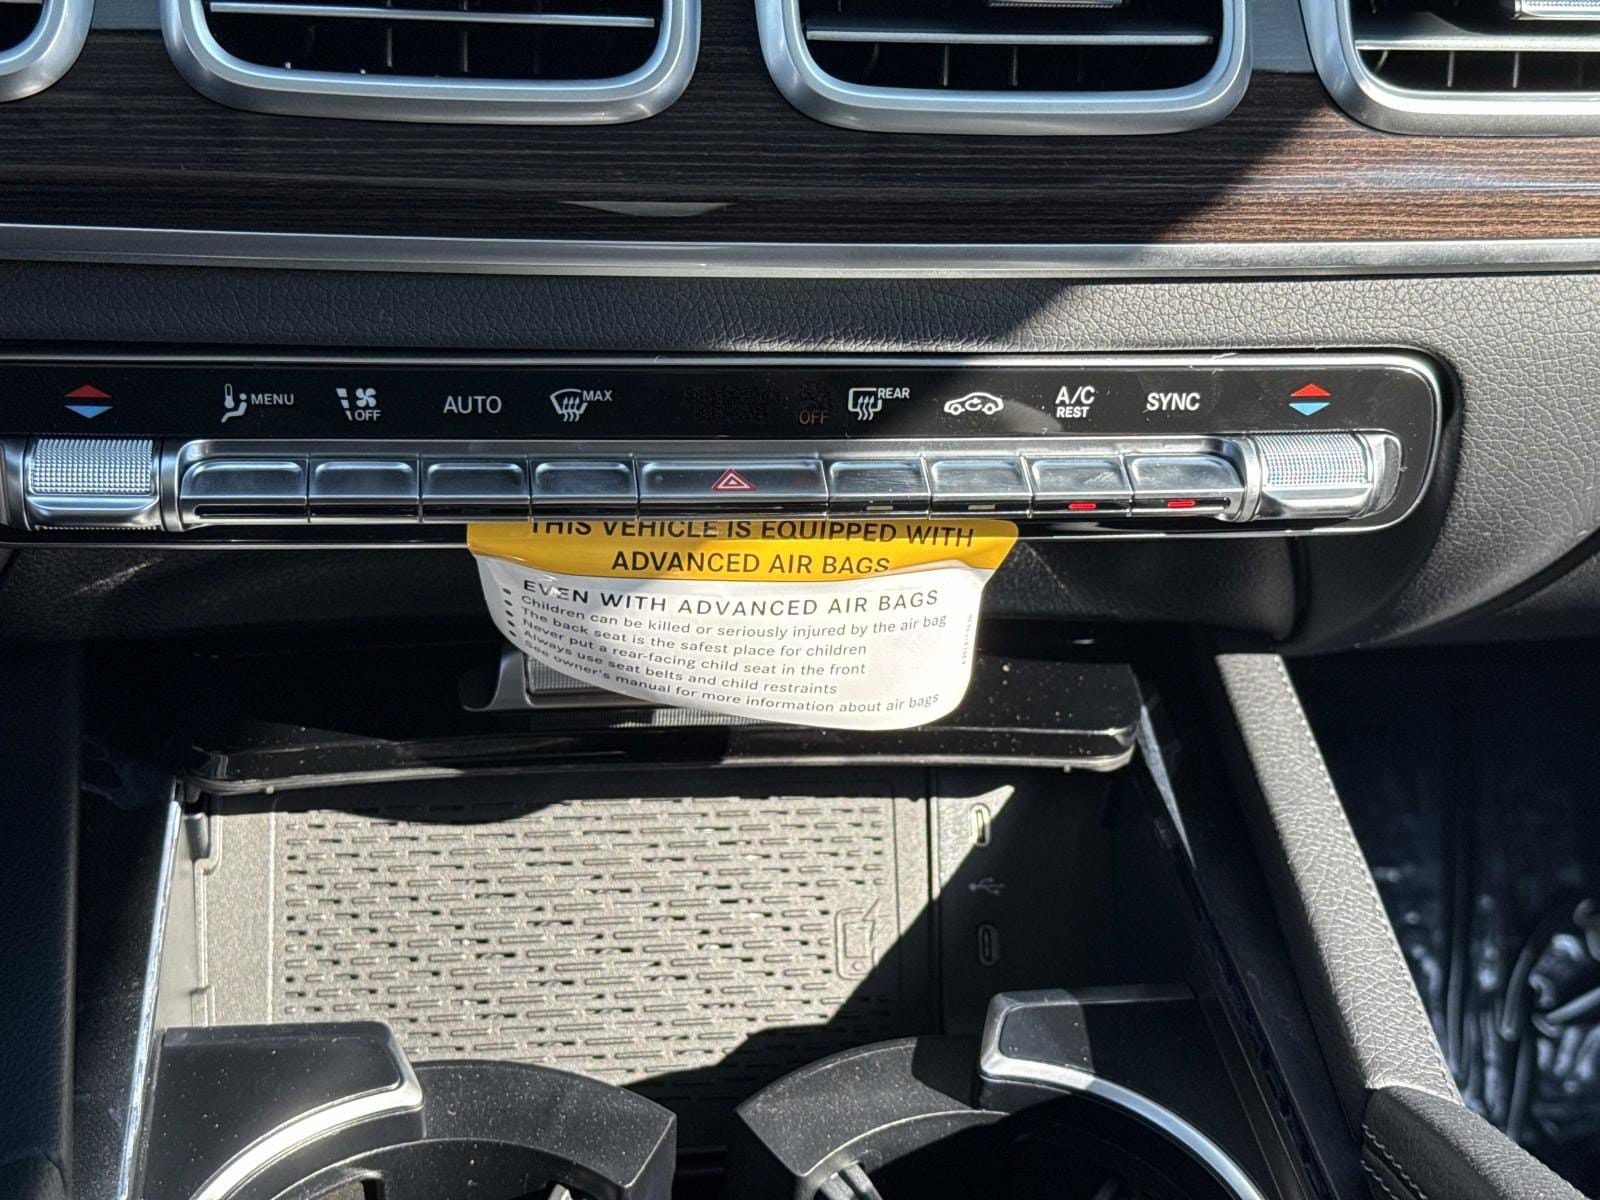 MENU
OFF
AUTO
MAX
OFF
REAR
A/C
REST
SYNC
THIS VEHICLE IS EQUIPPED WITH
ADVANCED AIR BAGS
EVEN WITH ADVANCED AIR BAGS
• Children can be killed or seriously injured by the air bag
• The back seat is the safest place for children
• Never put a rear-facing child seat in the front
• Always use seat belts and child restraints
• See owner's manual for more information about air bags